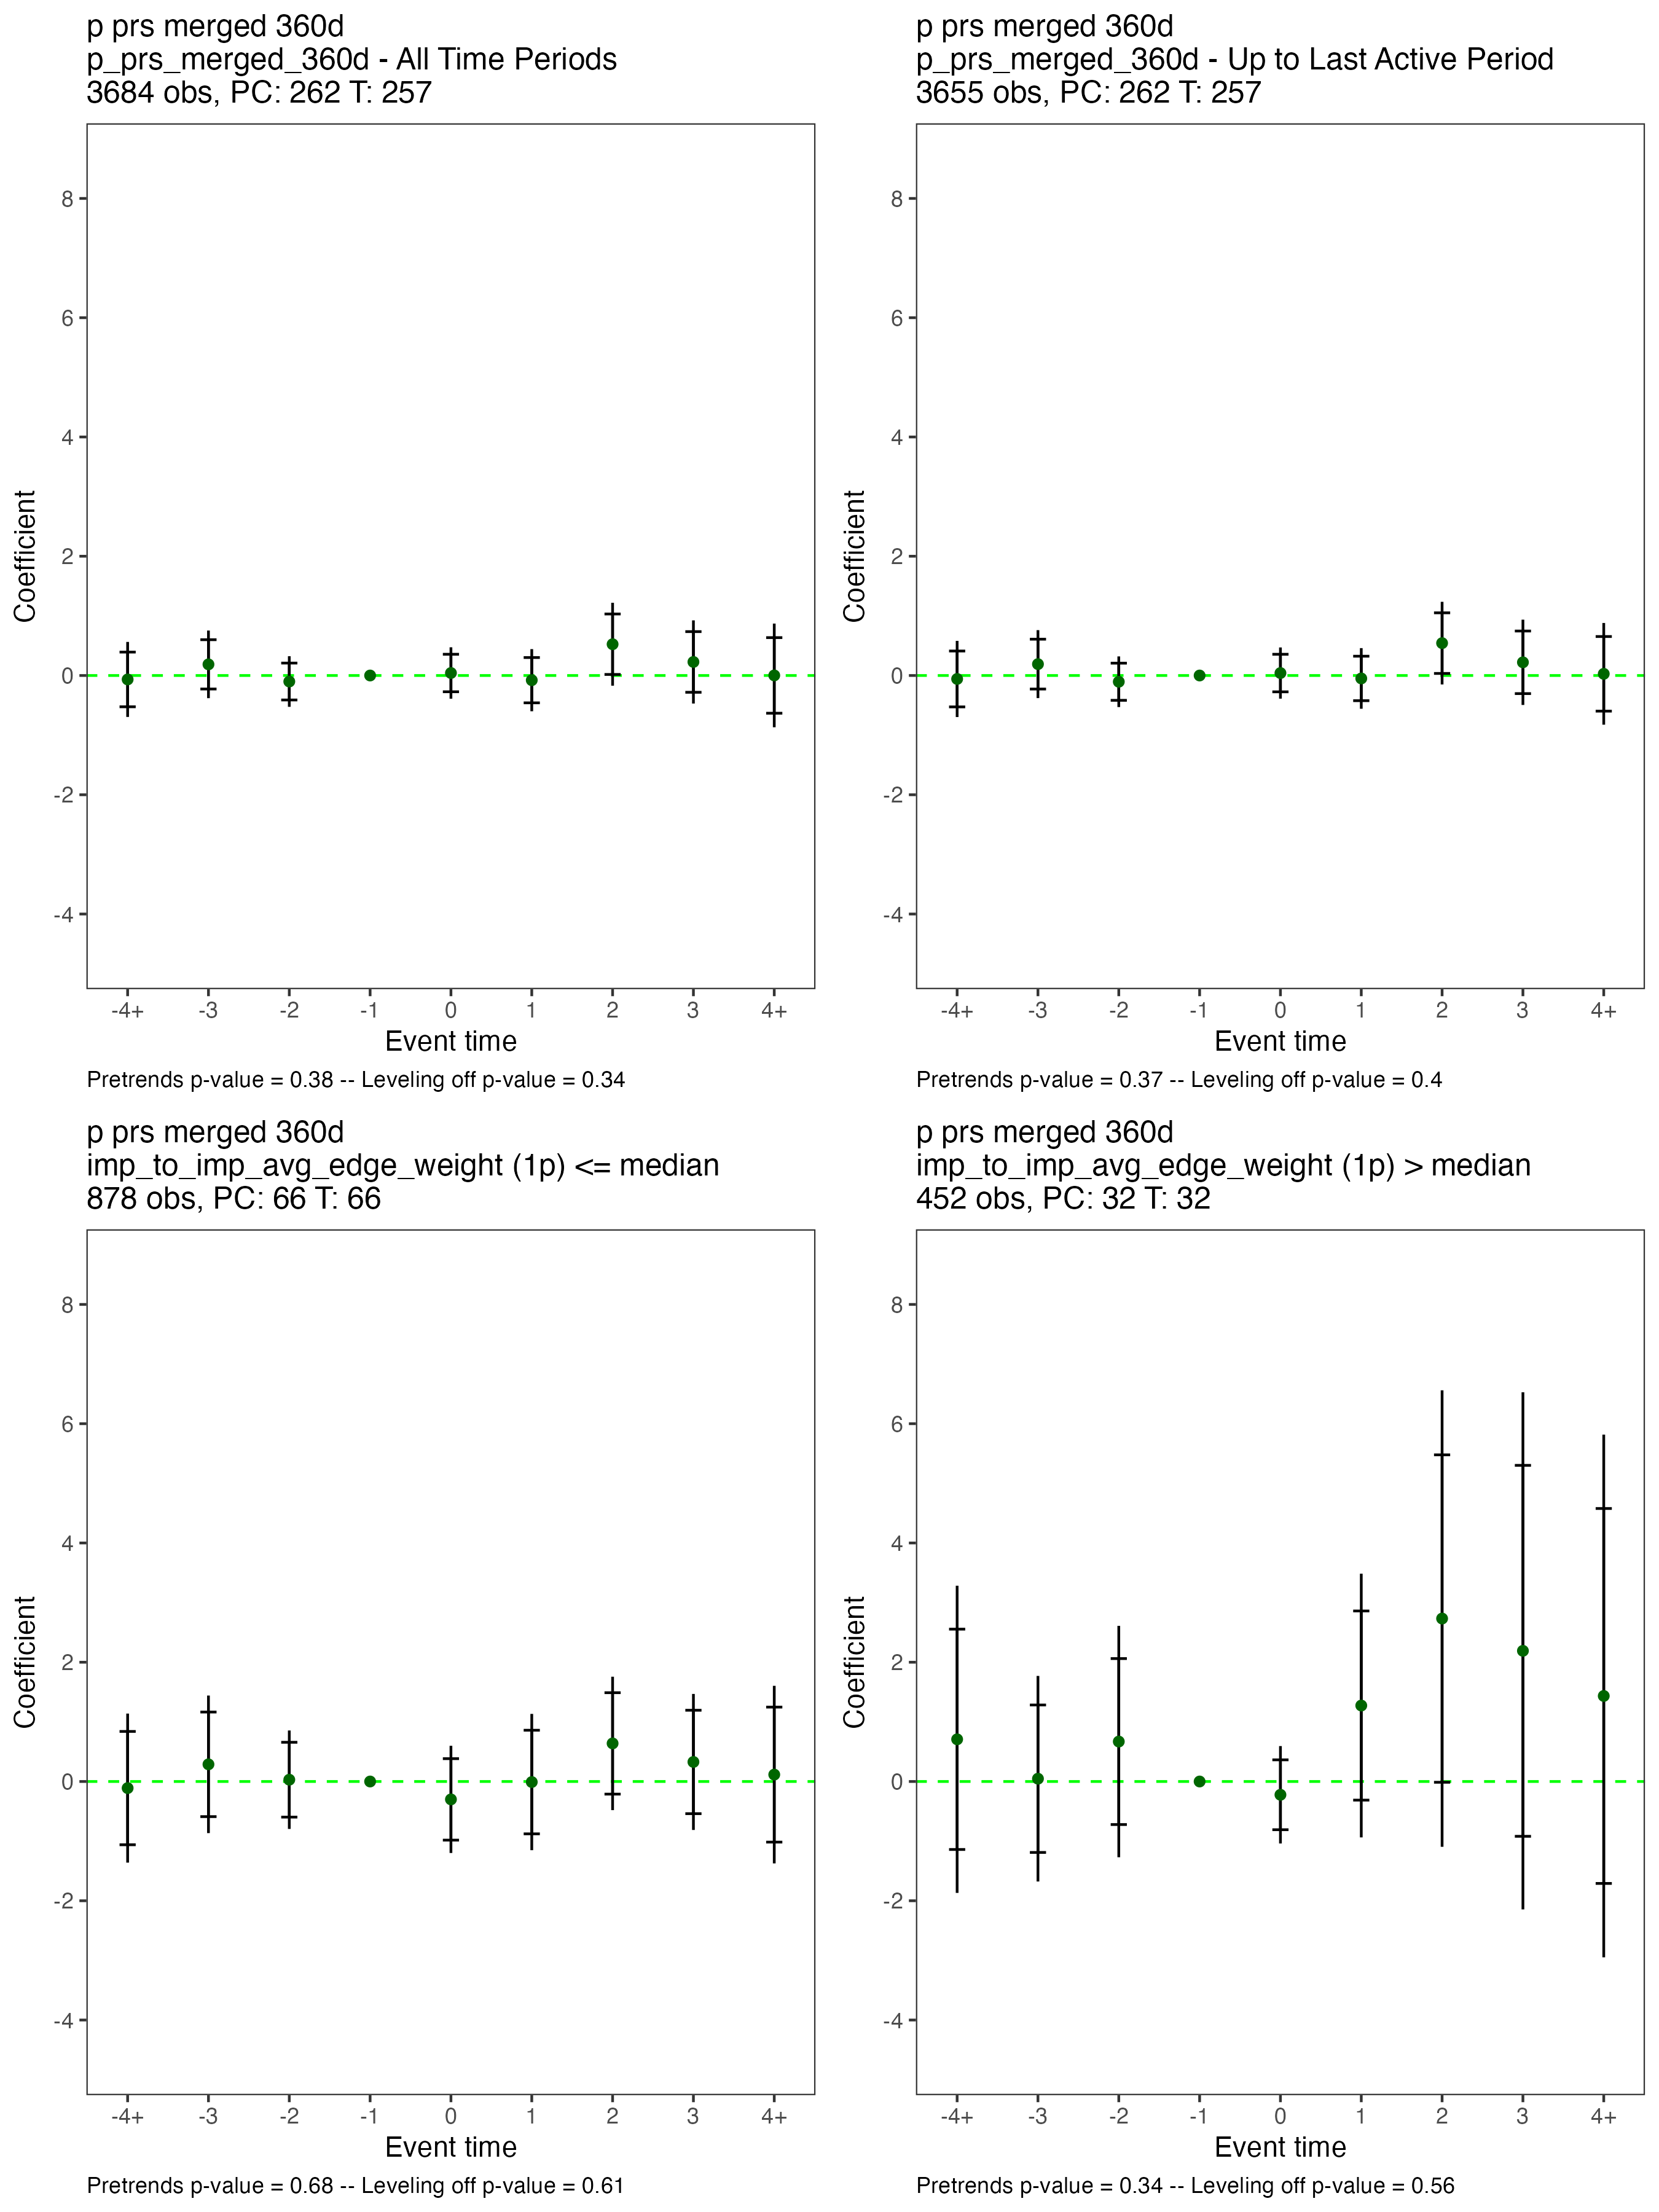 p prs merged 360d
p_prs_merged_360d - All Time Periods
3684 obs, PC: 262 T: 257
8
6
4
2
0
-2
-4
Coefficient
-4+ -3 -2 -1 0 1 2 3 4+
Event time
Pretrends p-value = 0.38 -- Leveling off p-value = 0.34
p prs merged 360d
p_prs_merged_360d - Up to Last Active Period
3655 obs, PC: 262 T: 257
8
6
4
2
0
-2
-4
Coefficient
-4+ -3 -2 -1 0 1 2 3 4+
Event time
Pretrends p-value = 0.37 -- Leveling off p-value = 0.4
p prs merged 360d
imp_to_imp_avg_edge_weight (1p) <= median
878 obs, PC: 66 T: 66
8
6
4
2
0
-2
-4
Coefficient
-4+ -3 -2 -1 0 1 2 3 4+
Event time
Pretrends p-value = 0.68 -- Leveling off p-value = 0.61
p prs merged 360d
imp_to_imp_avg_edge_weight (1p) > median
452 obs, PC: 32 T: 32
8
6
4
2
0
-2
-4
Coefficient
-4+ -3 -2 -1 0 1 2 3 4+
Event time
Pretrends p-value = 0.34 -- Leveling off p-value = 0.56